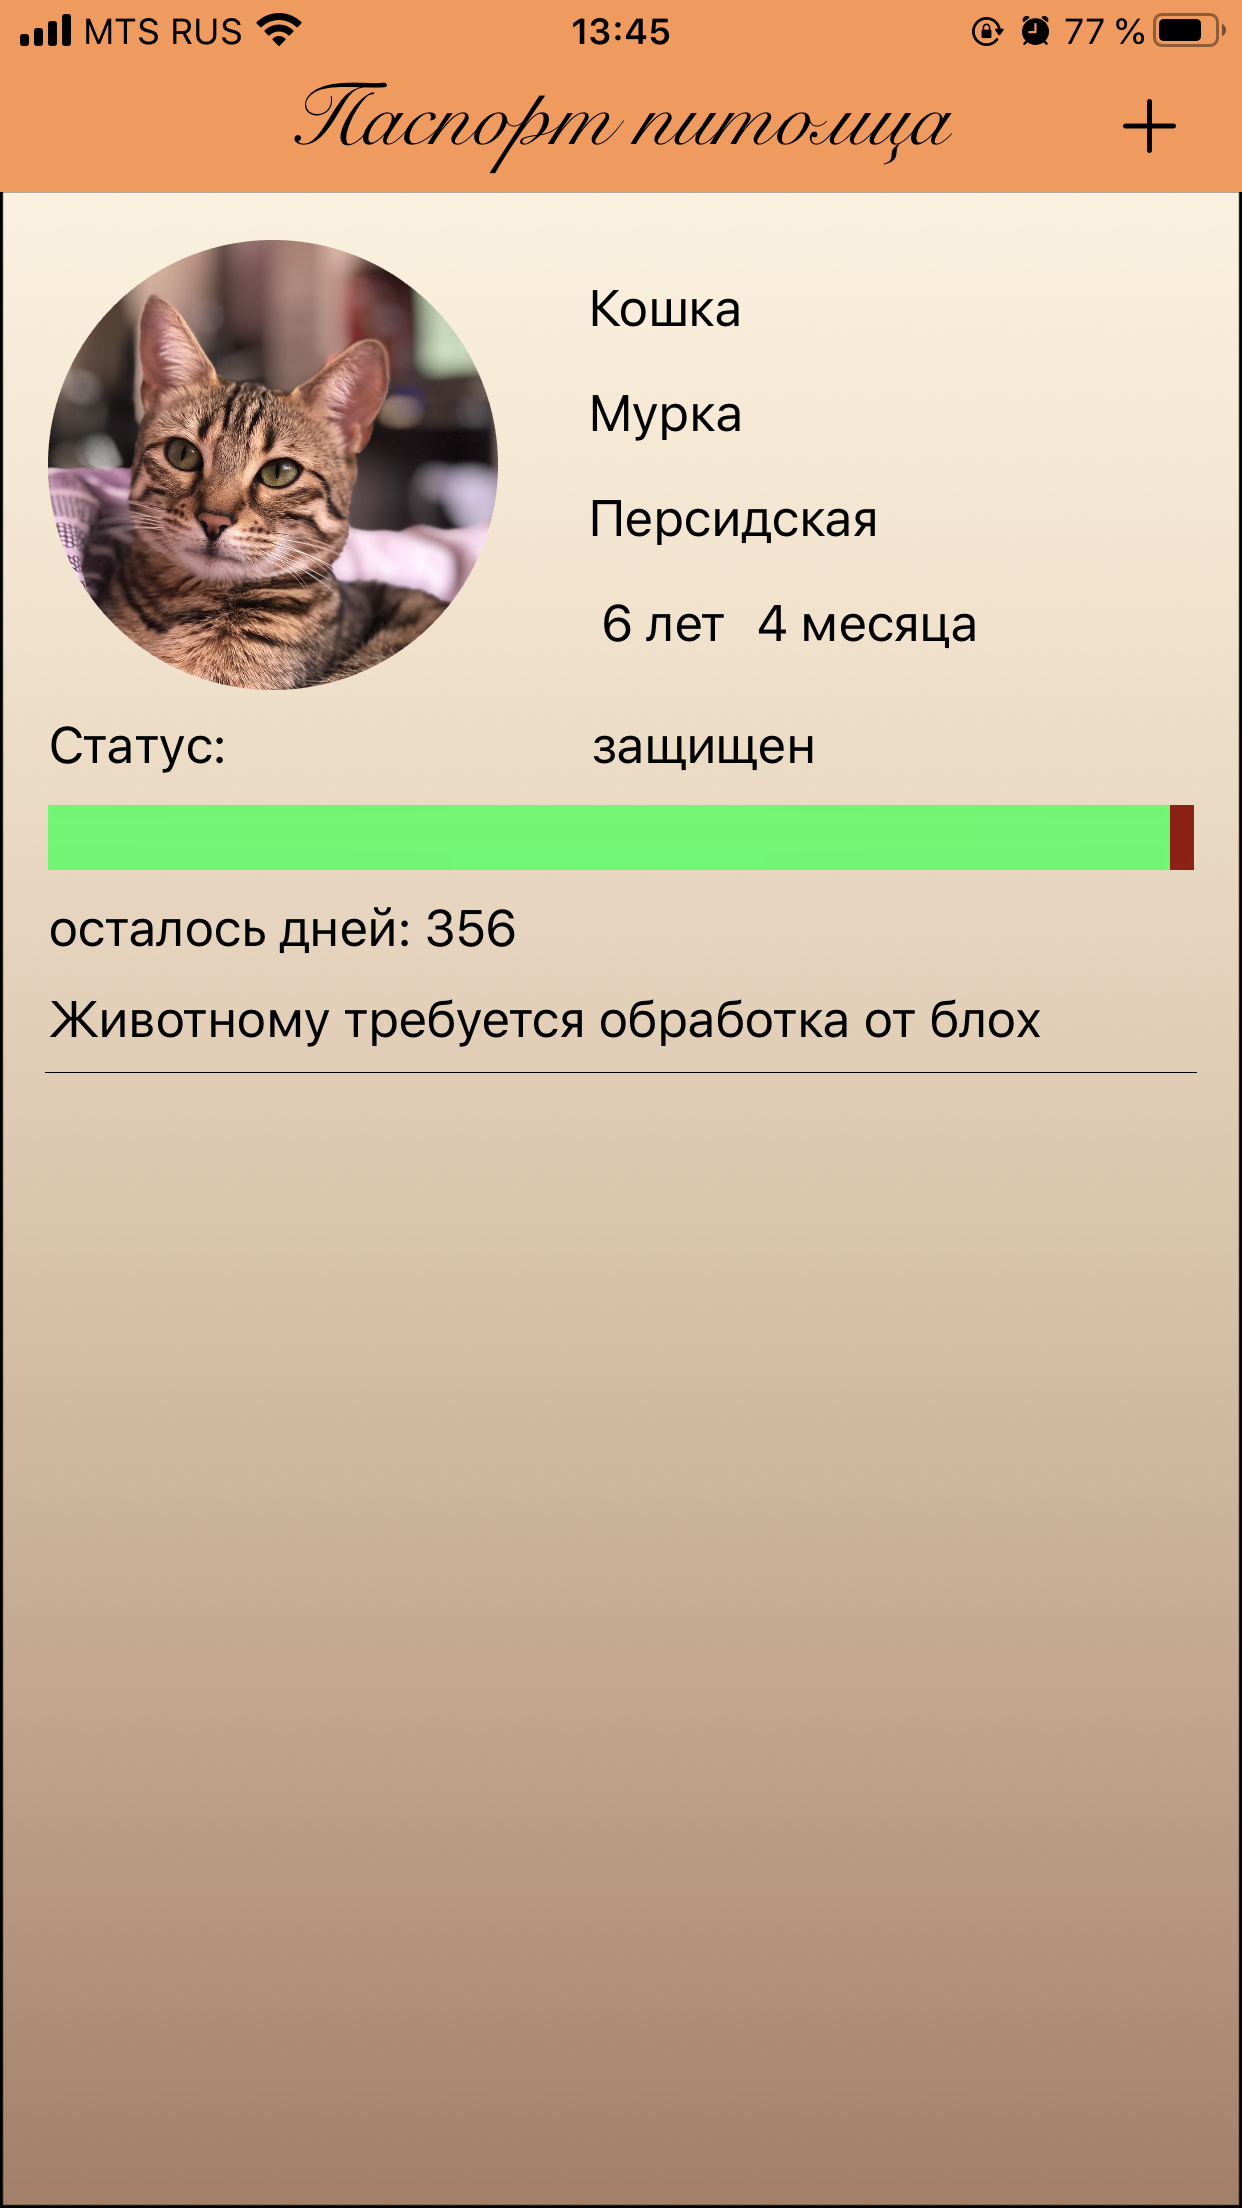 MTS RUS 13:45 77 %
Паспорт питомца
Кошка
Мурка
Персидская
6 лет 4 месяца
Статус: защищен
осталось дней: 356
Животному требуется обработка от блох